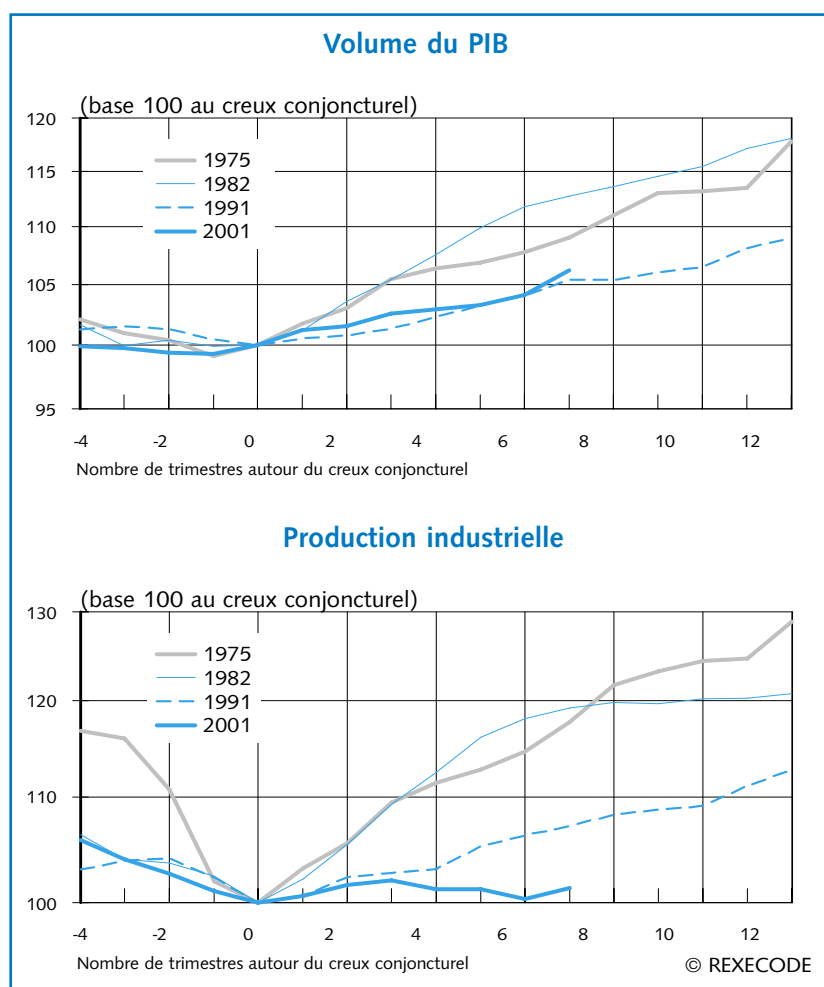 Volume du PIB
(base 100 au creux conjoncturel)
120
115
110
105
100
95
1975
1982
1991
2001
-4 -2 0 2 4 6 8 10 12
Nombre de trimestres autour du creux conjoncturel
Production industrielle
(base 100 au creux conjoncturel)
130
120
110
100
1975
1982
1991
2001
-4 -2 0 2 4 6 8 10 12
Nombre de trimestres autour du creux conjoncturel
© REXECODE